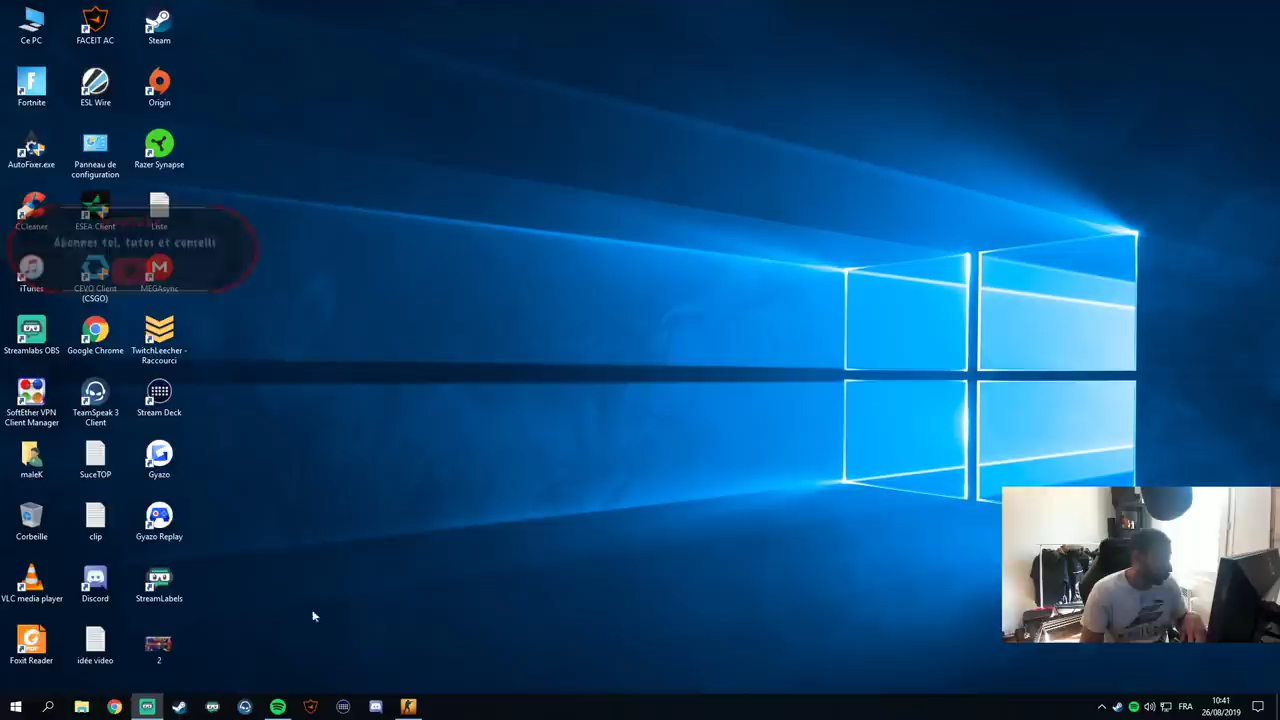 Ce PC
FACEIT AC
Steam
Fortnite
ESL Wire
Origin
AutoFixer.exe
Panneau de
configuration
Razer Synapse
CCleaner
ESEA Client
Liste
Abonnes toi, tutos et conseils
iTunes
CEVO Client
(CSGO)
MEGAsync
Streamlabs OBS
Google Chrome
TwitchLeecher -
Raccourci
SoftEther VPN
Client Manager
TeamSpeak 3
Client
Stream Deck
maleK
SuceTOP
Gyazo
Corbeille
clip
Gyazo Replay
VLC media player
Discord
StreamLabels
Foxit Reader
idée video
2
FRA
10:41
26/08/2019